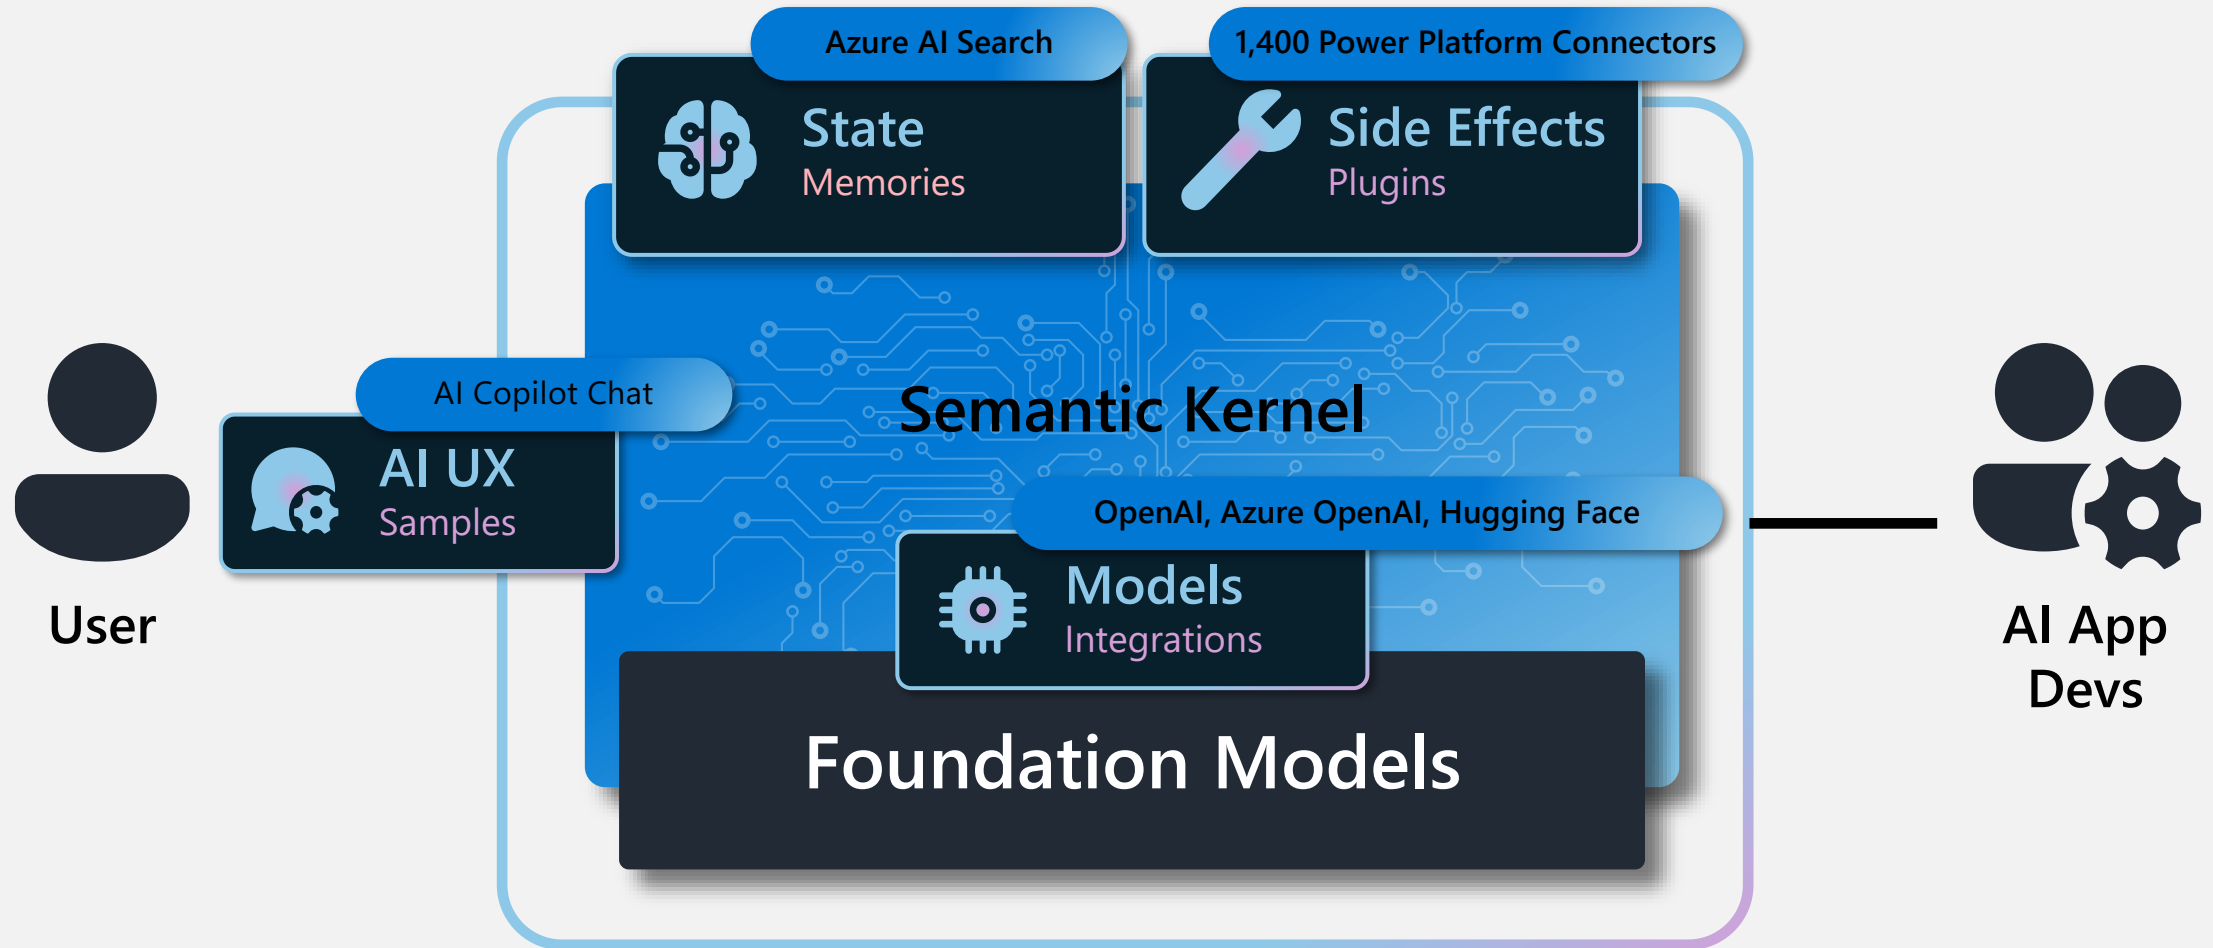 Azure AI Search
1,400 Power Platform Connectors
State
Memories
Side Effects
Plugins
AI Copilot Chat
AI UX
Samples
Semantic Kernel
OpenAI, Azure OpenAI, Hugging Face
Models
Integrations
User
AI App
Devs
Foundation Models